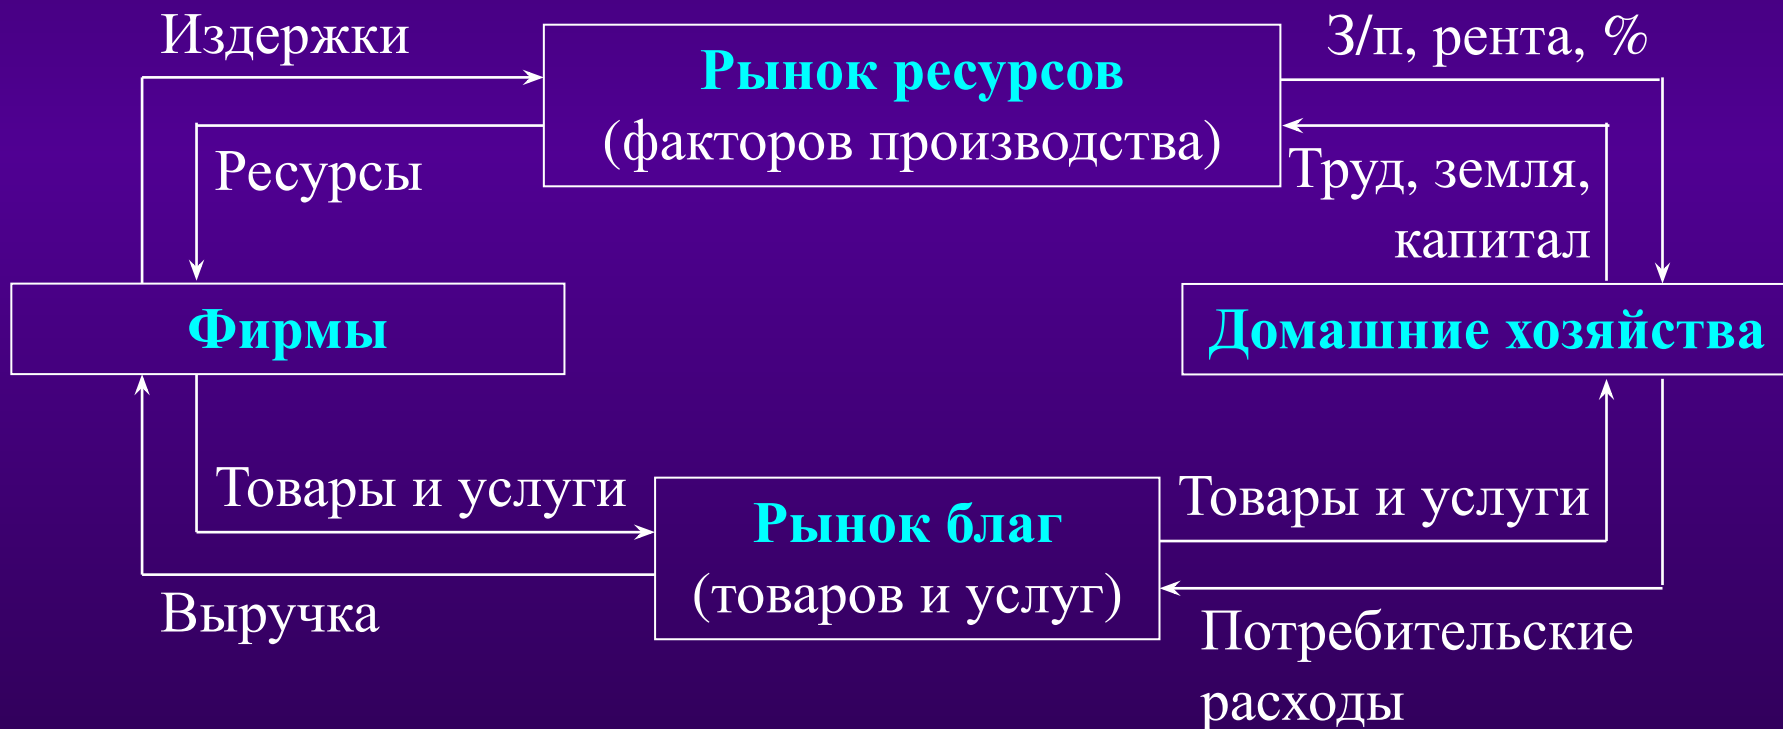 Издержки
Рынок ресурсов
(факторов производства)
З/п, рента, %
Ресурсы
Труд, земля,
капитал
Фирмы
Домашние хозяйства
Товары и услуги
Рынок благ
(товаров и услуг)
Товары и услуги
Выручка
Потребительские
расходы